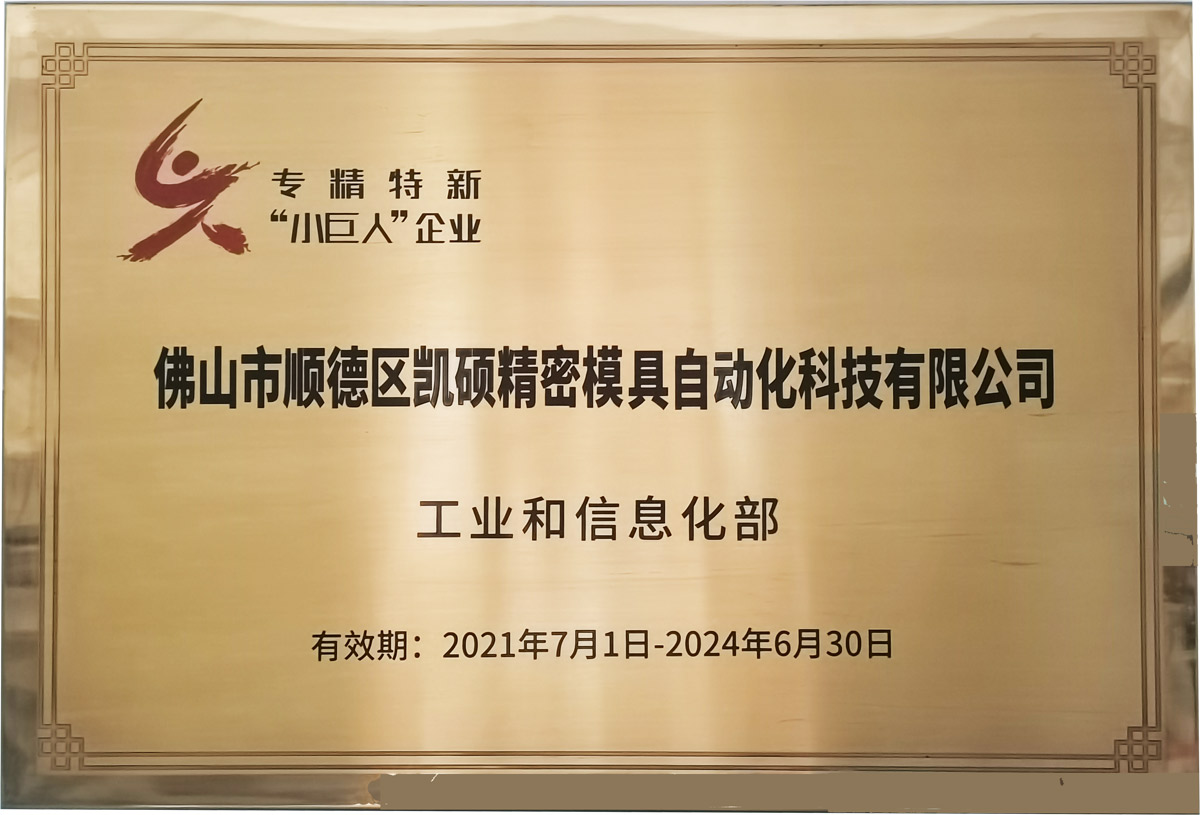 专精特新
“小巨人”企业
佛山市顺德区凯硕精密模具自动化科技有限公司
工业和信息化部
有效期：2021年7月1日-2024年6月30日